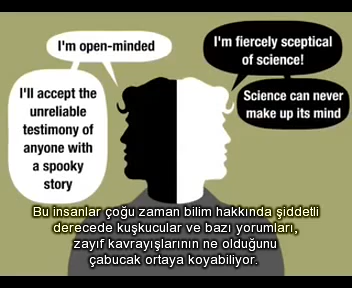 I'm open-minded
I'll accept the
unreliable
testimony of
anyone with
a spooky
story
I'm fiercely sceptical
of science!
Science can never
make up its mind
Bu insanlar çoğu zaman bilim hakkında şiddetli
derecede kuşkucular ve bazı yorumları,
zayıf kavrayışlarının ne olduğunu
çabucak ortaya koyabiliyor.